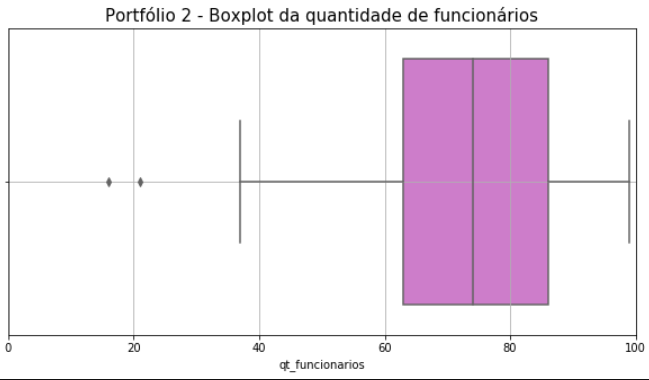 Portfólio 2 - Boxplot da quantidade de funcionários
0 20 40 60 80 100
qt_funcionarios